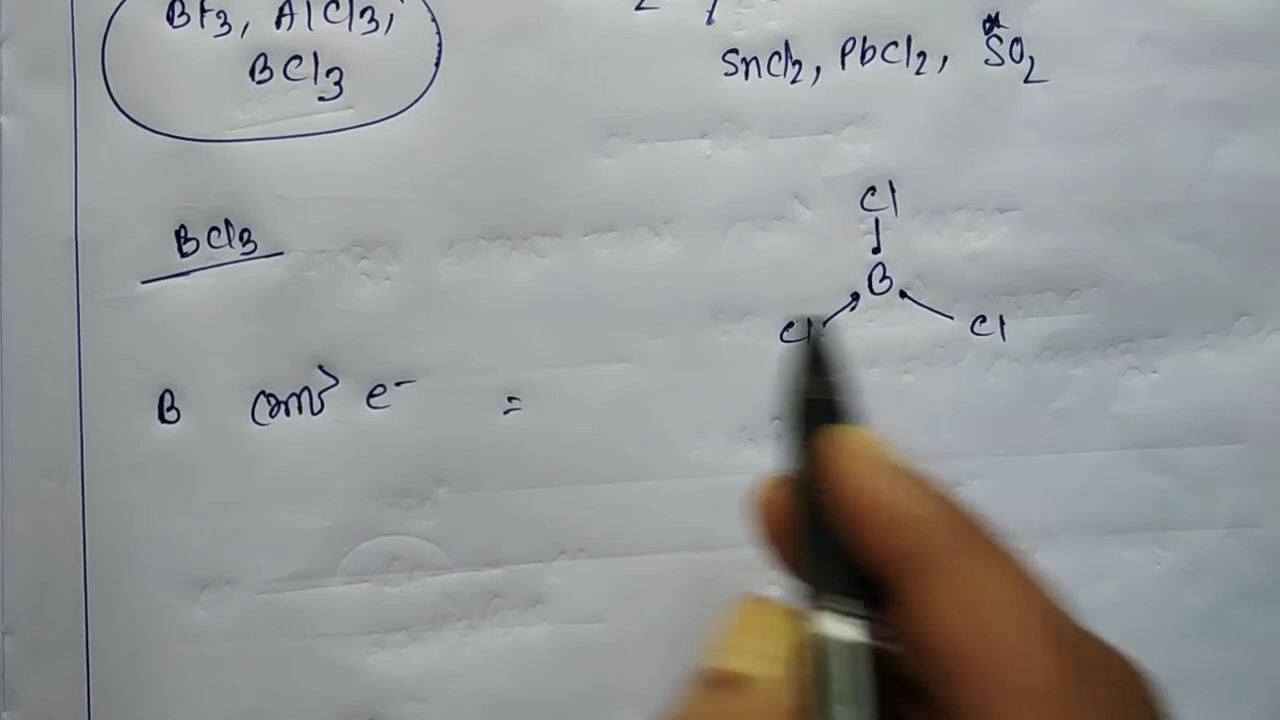 BF3, AlCl3,
BCl3
SnCl2, PbCl2, SO2
BCl3
Cl
B
Cl Cl
B e- =